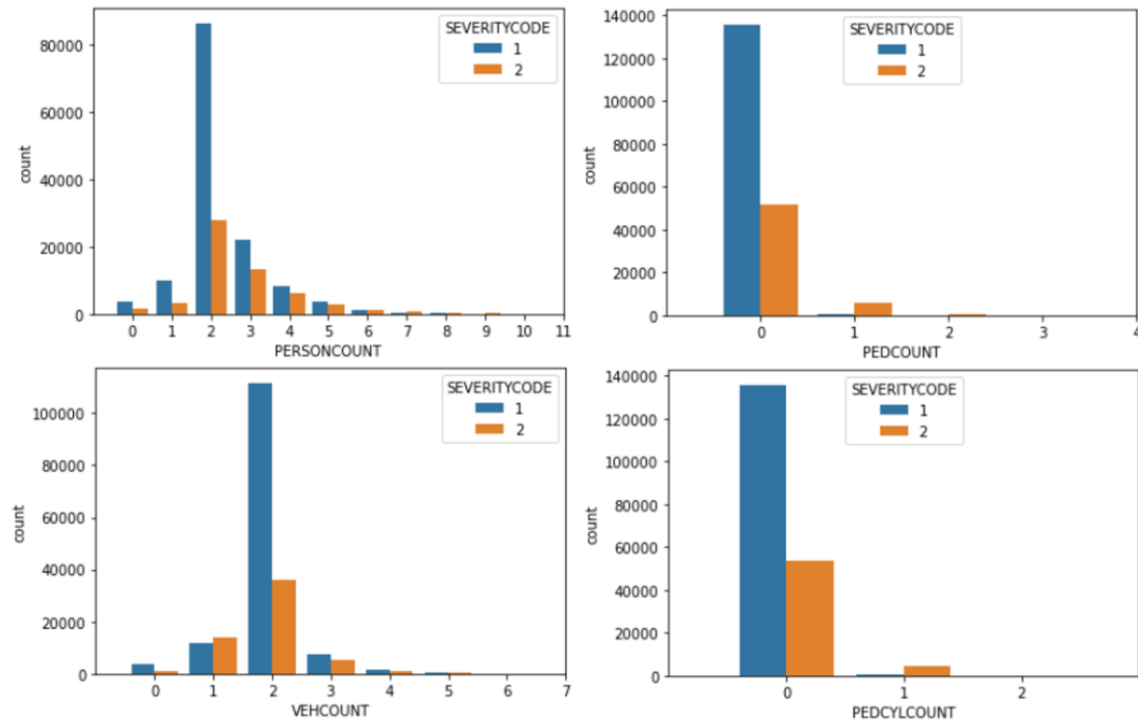 SEVERITYCODE
1
2
80000
60000
40000
20000
0
count
0 1 2 3 4 5 6 7 8 9 10 11
PERSONCOUNT
SEVERITYCODE
1
2
140000
120000
100000
80000
60000
40000
20000
0
count
0 1 2 3 4
PEDCOUNT
SEVERITYCODE
1
2
100000
80000
60000
40000
20000
0
count
0 1 2 3 4 5 6 7
VEHCOUNT
SEVERITYCODE
1
2
140000
120000
100000
80000
60000
40000
20000
0
count
0 1 2
PEDCYLCOUNT